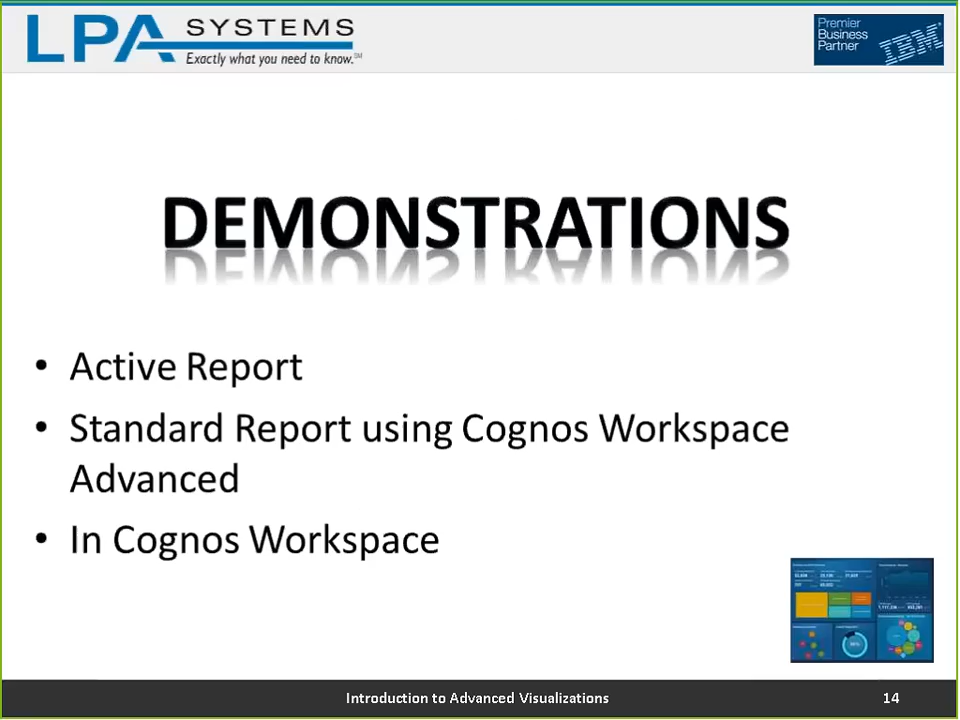 LPA SYSTEMS
Exactly what you need to know.℠
Premier
Business
Partner
IBM
DEMONSTRATIONS
• Active Report
• Standard Report using Cognos Workspace
Advanced
• In Cognos Workspace
Introduction to Advanced Visualizations
14